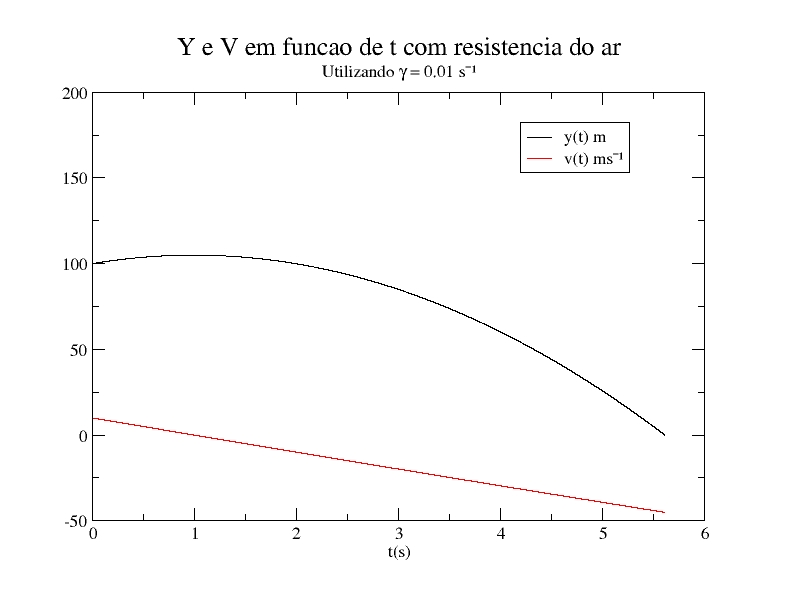 Y e V em funcao de t com resistencia do ar
Utilizando γ = 0.01 s⁻¹
200
150
100
50
0
-50
y(t) m
v(t) ms⁻¹
0 1 2 3 4 5 6
t(s)